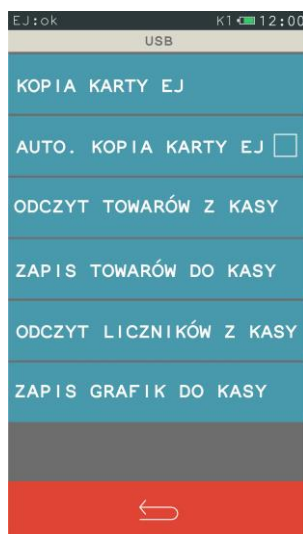 EJ:ok K1 12:00
USB
KOPIA KARTY EJ
AUTO. KOPIA KARTY EJ
ODCZYT TOWARÓW Z KASY
ZAPIS TOWARÓW DO KASY
ODCZYT LICZNIKÓW Z KASY
ZAPIS GRAFIK DO KASY